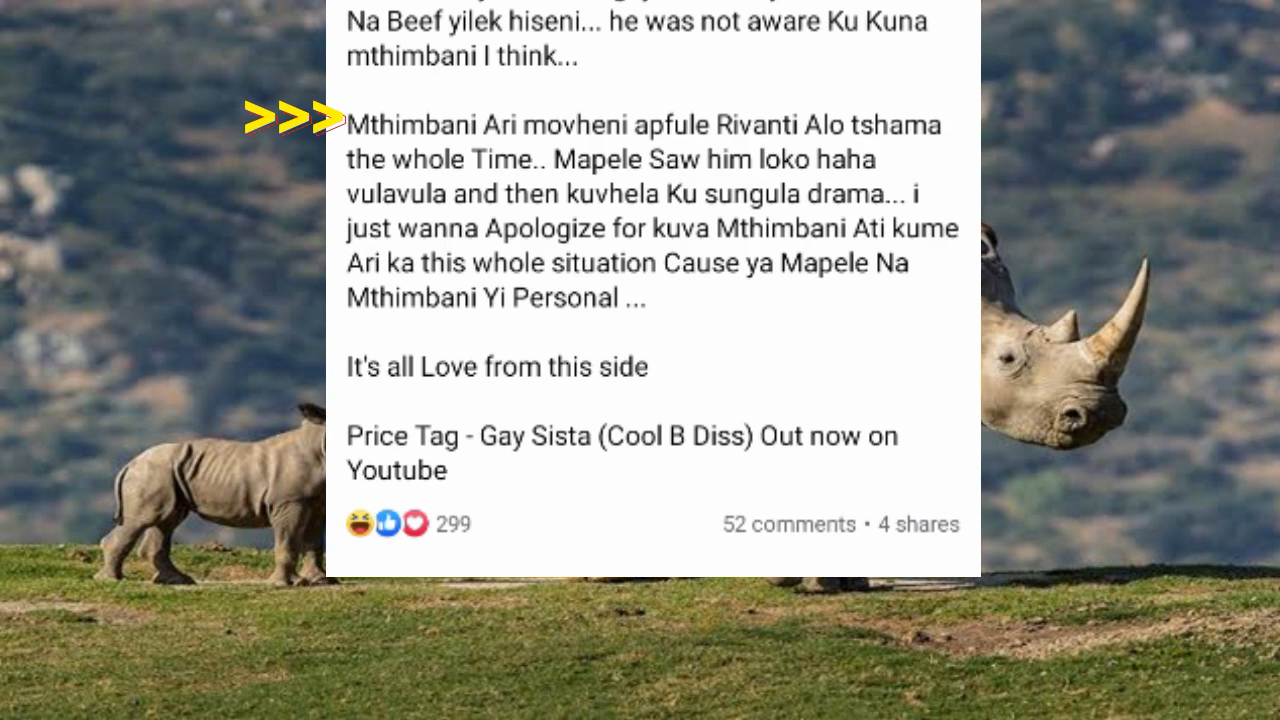 Na Beef yilek hiseni... he was not aware Ku Kuna
mthimbani I think...
>>>Mthimbani Ari movheni apfule Rivanti Alo tshama
the whole Time.. Mapele Saw him loko haha
vulavula and then kuvhela Ku sungula drama... i
just wanna Apologize for kuva Mthimbani Ati kume
Ari ka this whole situation Cause ya Mapele Na
Mthimbani Yi Personal ...
It's all Love from this side
Price Tag - Gay Sista (Cool B Diss) Out now on
Youtube
299 52 comments • 4 shares